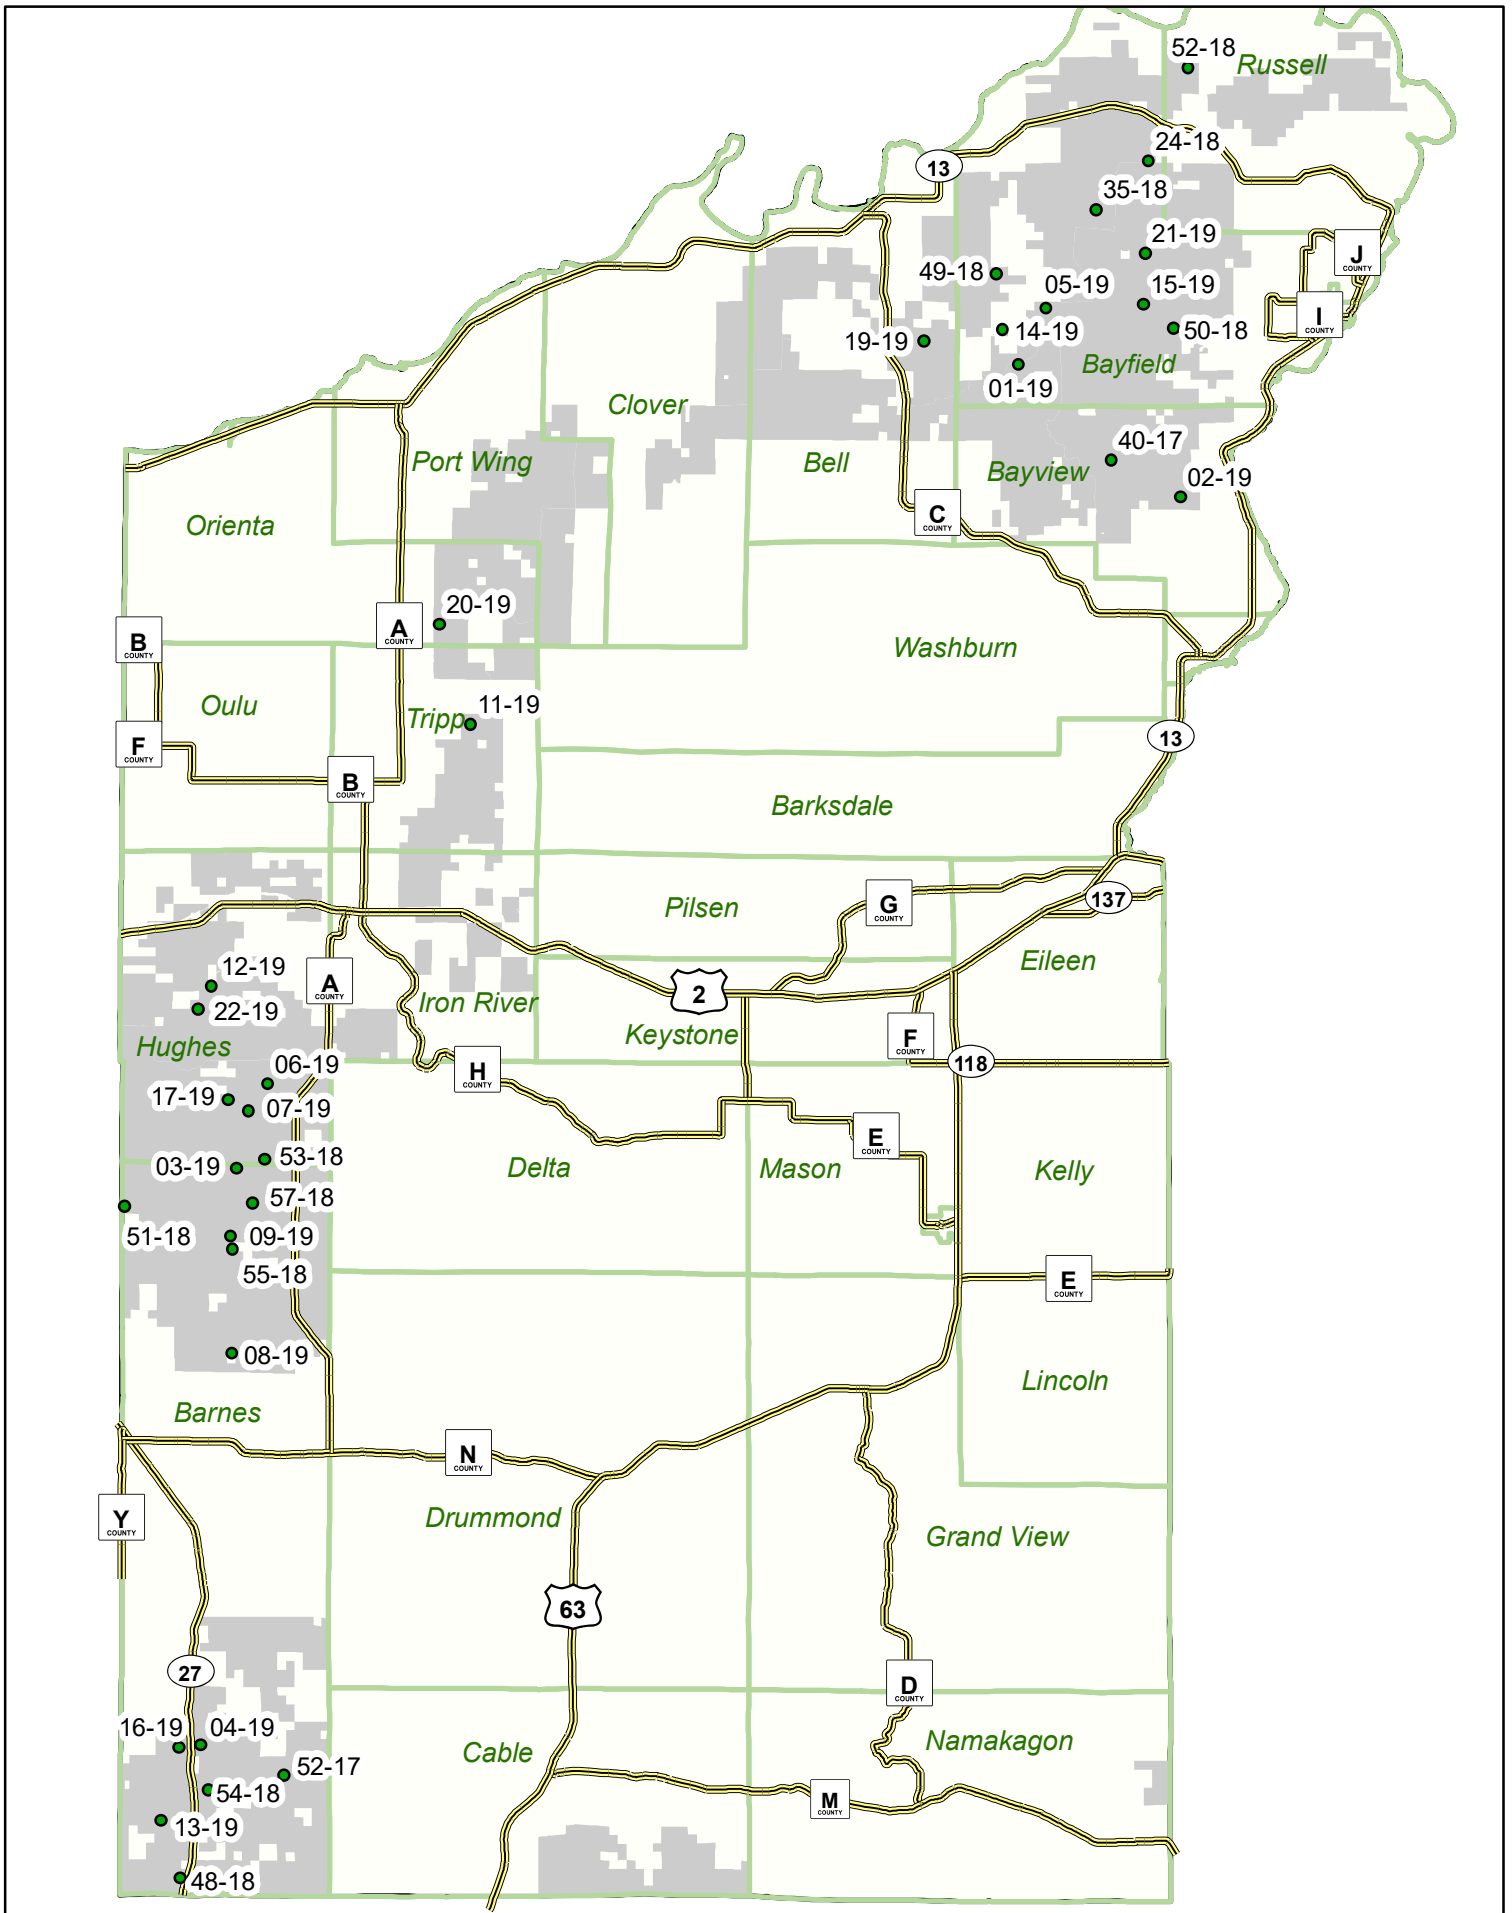 52-18
Russell
24-18
13
35-18
21-19
J
COUNTY
49-18
05-19
15-19
I
COUNTY
19-19
14-19
50-18
Bayfield
01-19
Clover
Port Wing
Bell
Bayview
40-17
02-19
C
COUNTY
Orienta
20-19
A
COUNTY
B
COUNTY
Washburn
Oulu
Tripp
11-19
F
COUNTY
13
B
COUNTY
Barksdale
Pilsen
G
COUNTY
137
12-19
A
COUNTY
Eileen
22-19
Iron River
2
Hughes
Keystone
F
COUNTY
06-19
H
COUNTY
118
17-19
07-19
E
COUNTY
53-18
03-19
Delta
Mason
Kelly
57-18
51-18
09-19
55-18
E
COUNTY
08-19
Lincoln
Barnes
N
COUNTY
Y
COUNTY
Drummond
Grand View
63
27
D
COUNTY
16-19
04-19
Cable
Namakagon
52-17
54-18
M
COUNTY
13-19
48-18